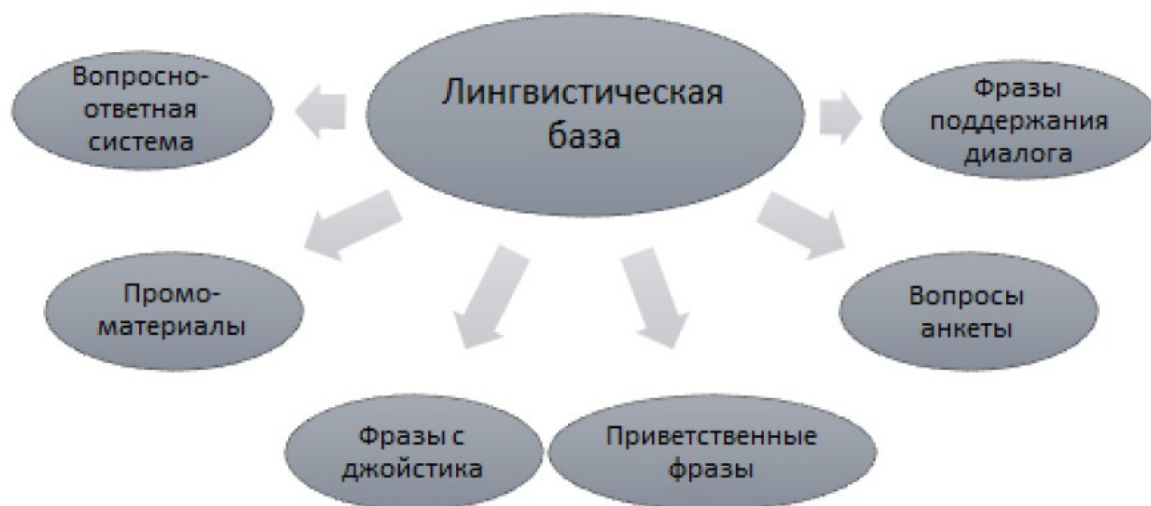 Лингвистическая
база
Вопросно-
ответная
система
Фразы
поддержания
диалога
Промо-
материалы
Вопросы
анкеты
Фразы с
джойстика
Приветственные
фразы